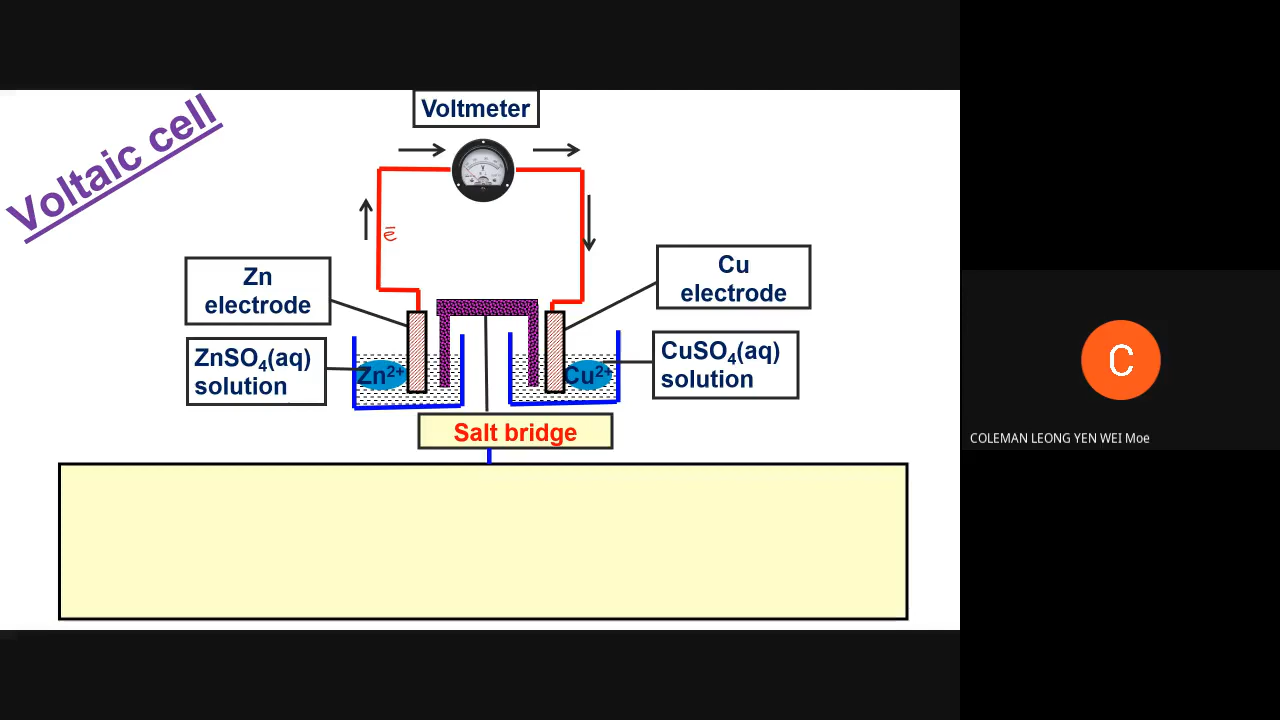 Voltaic cell
Voltmeter
e̅
Zn
electrode
Cu
electrode
ZnSO₄(aq)
solution
Zn²⁺
Cu²⁺
CuSO₄(aq)
solution
Salt bridge
C
COLEMAN LEONG YEN WEI Moe